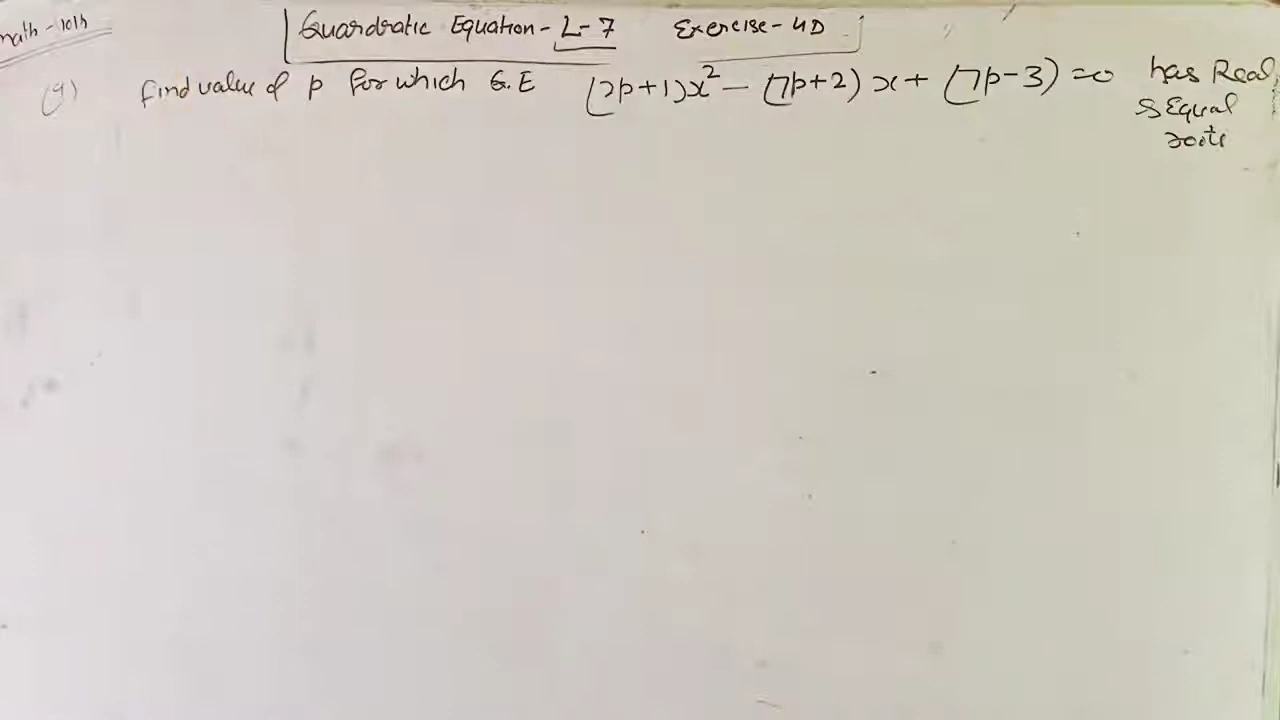 math - 10th
Quardratic Equation - L-7 Exercise - 4D
(9) find value of p for which Q.E (2p+1)x² - (7p+2)x + (7p-3) = 0 has Real
& Equal
roots